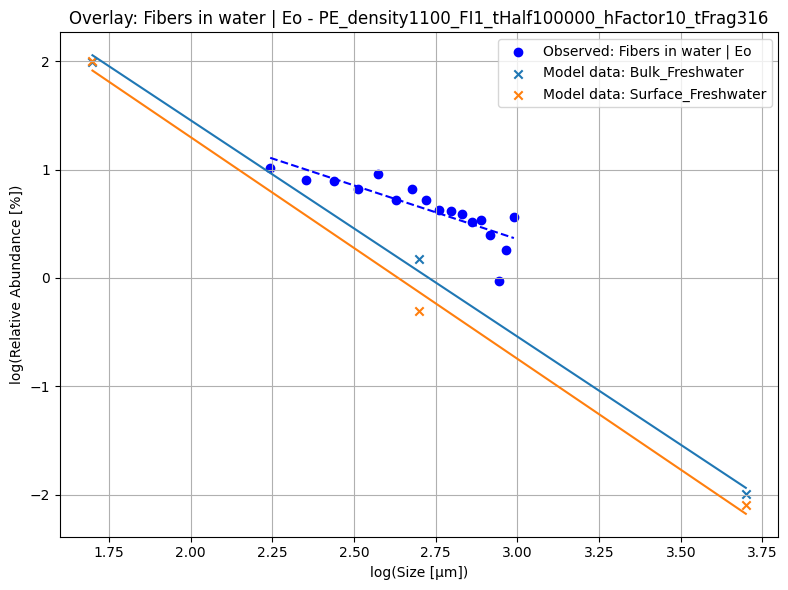 Overlay: Fibers in water | Eo - PE_density1100_FI1_tHalf100000_hFactor10_tFrag316
Observed: Fibers in water | Eo
Model data: Bulk_Freshwater
Model data: Surface_Freshwater
log(Relative Abundance [%])
2
1
0
−1
−2
1.75 2.00 2.25 2.50 2.75 3.00 3.25 3.50 3.75
log(Size [µm])